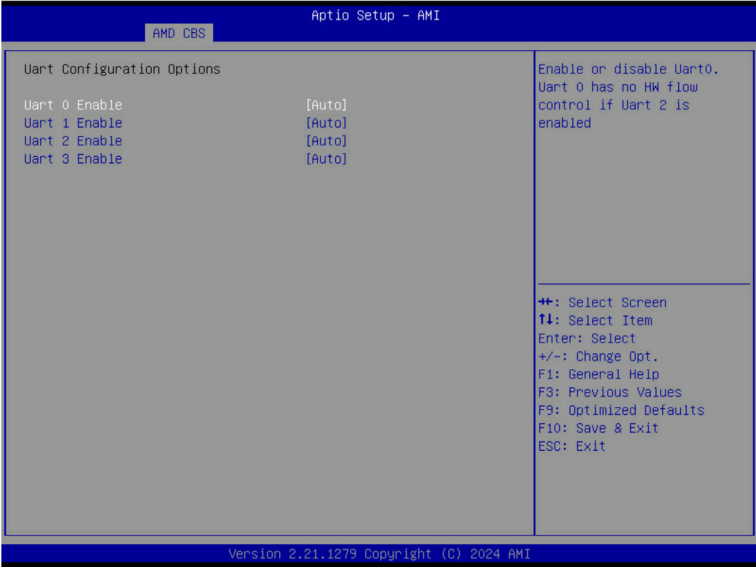 Aptio Setup – AMI
AMD CBS
Uart Configuration Options
Uart 0 Enable [Auto]
Uart 1 Enable [Auto]
Uart 2 Enable [Auto]
Uart 3 Enable [Auto]
Enable or disable Uart0.
Uart 0 has no HW flow
control if Uart 2 is
enabled
→←: Select Screen
↑↓: Select Item
Enter: Select
+/-: Change Opt.
F1: General Help
F3: Previous Values
F9: Optimized Defaults
F10: Save & Exit
ESC: Exit
Version 2.21.1279 Copyright (C) 2024 AMI